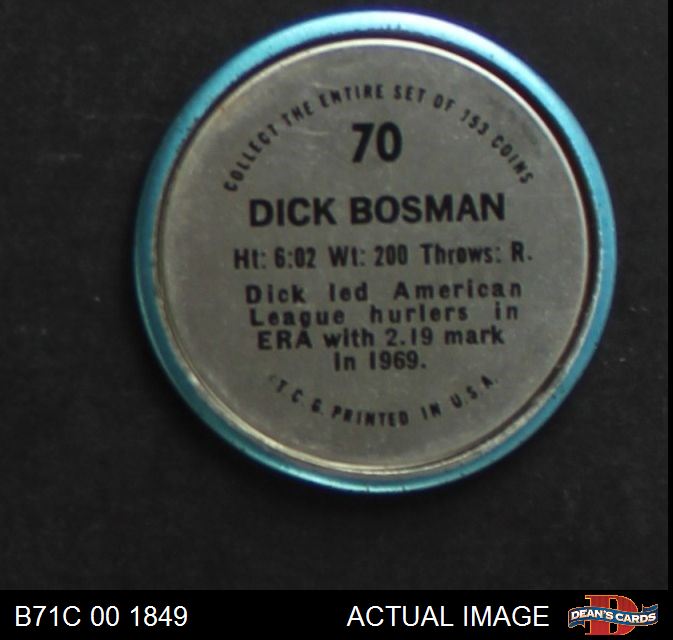 COLLECT THE ENTIRE SET OF 153 COINS
70
DICK BOSMAN
Ht: 6:02 Wt: 200 Throws: R.
Dick led American
League hurlers in
ERA with 2.19 mark
in 1969.
T.C.G. PRINTED IN U.S.A.
B71C 00 1849
ACTUAL IMAGE
D
DEAN'S CARDS